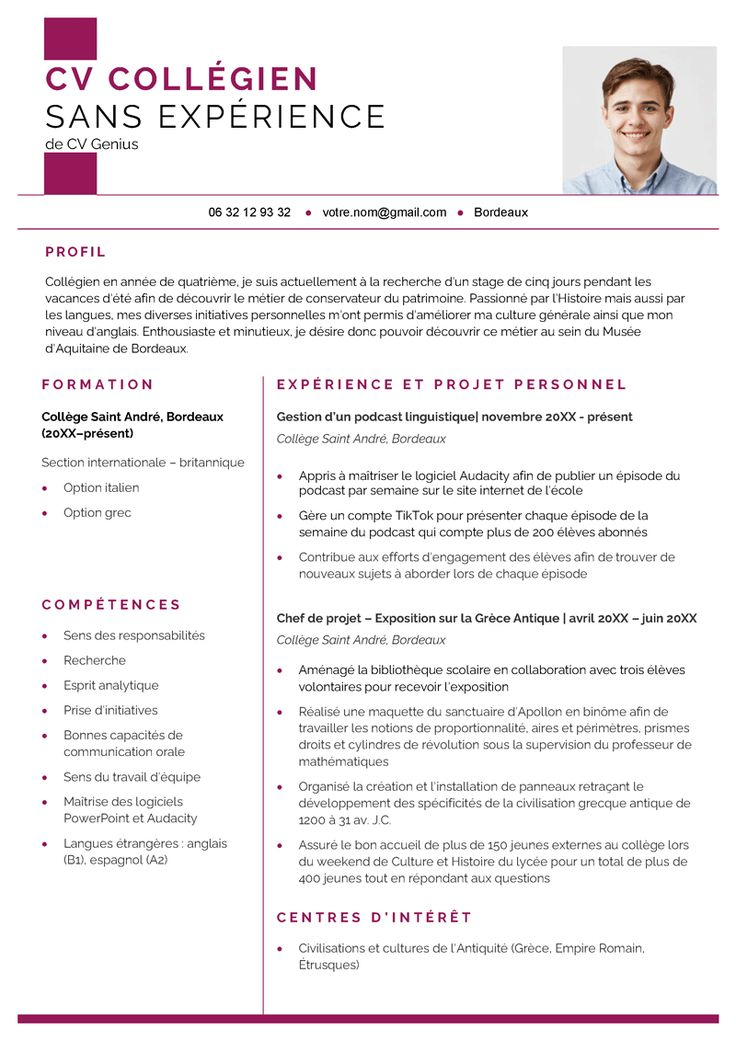 CV COLLÉGIEN
SANS EXPÉRIENCE
de CV Genius
06 32 12 93 32 ● votre.nom@gmail.com ● Bordeaux
PROFIL
Collégien en année de quatrième, je suis actuellement à la recherche d'un stage de cinq jours pendant les
vacances d'été afin de découvrir le métier de conservateur du patrimoine. Passionné par l'Histoire mais aussi par
les langues, mes diverses initiatives personnelles m'ont permis d'améliorer ma culture générale ainsi que mon
niveau d'anglais. Enthousiaste et minutieux, je désire donc pouvoir découvrir ce métier au sein du Musée
d'Aquitaine de Bordeaux.
FORMATION
Collège Saint André, Bordeaux
(20XX–présent)
Section internationale – britannique
● Option italien
● Option grec
COMPÉTENCES
● Sens des responsabilités
● Recherche
● Esprit analytique
● Prise d'initiatives
● Bonnes capacités de
communication orale
● Sens du travail d'équipe
● Maîtrise des logiciels
PowerPoint et Audacity
● Langues étrangères : anglais
(B1), espagnol (A2)
EXPÉRIENCE ET PROJET PERSONNEL
Gestion d'un podcast linguistique| novembre 20XX - présent
Collège Saint André, Bordeaux
● Appris à maîtriser le logiciel Audacity afin de publier un épisode du
podcast par semaine sur le site internet de l'école
● Gère un compte TikTok pour présenter chaque épisode de la
semaine du podcast qui compte plus de 200 élèves abonnés
● Contribue aux efforts d'engagement des élèves afin de trouver de
nouveaux sujets à aborder lors de chaque épisode
Chef de projet – Exposition sur la Grèce Antique | avril 20XX – juin 20XX
Collège Saint André, Bordeaux
● Aménagé la bibliothèque scolaire en collaboration avec trois élèves
volontaires pour recevoir l'exposition
● Réalisé une maquette du sanctuaire d'Apollon en binôme afin de
travailler les notions de proportionnalité, aires et périmètres, prismes
droits et cylindres de révolution sous la supervision du professeur de
mathématiques
● Organisé la création et l'installation de panneaux retraçant le
développement des spécificités de la civilisation grecque antique de
1200 à 31 av. J.C.
● Assuré le bon accueil de plus de 150 jeunes externes au collège lors
du weekend de Culture et Histoire du lycée pour un total de plus de
400 jeunes tout en répondant aux questions
CENTRES D'INTÉRÊT
● Civilisations et cultures de l'Antiquité (Grèce, Empire Romain,
Étrusques)